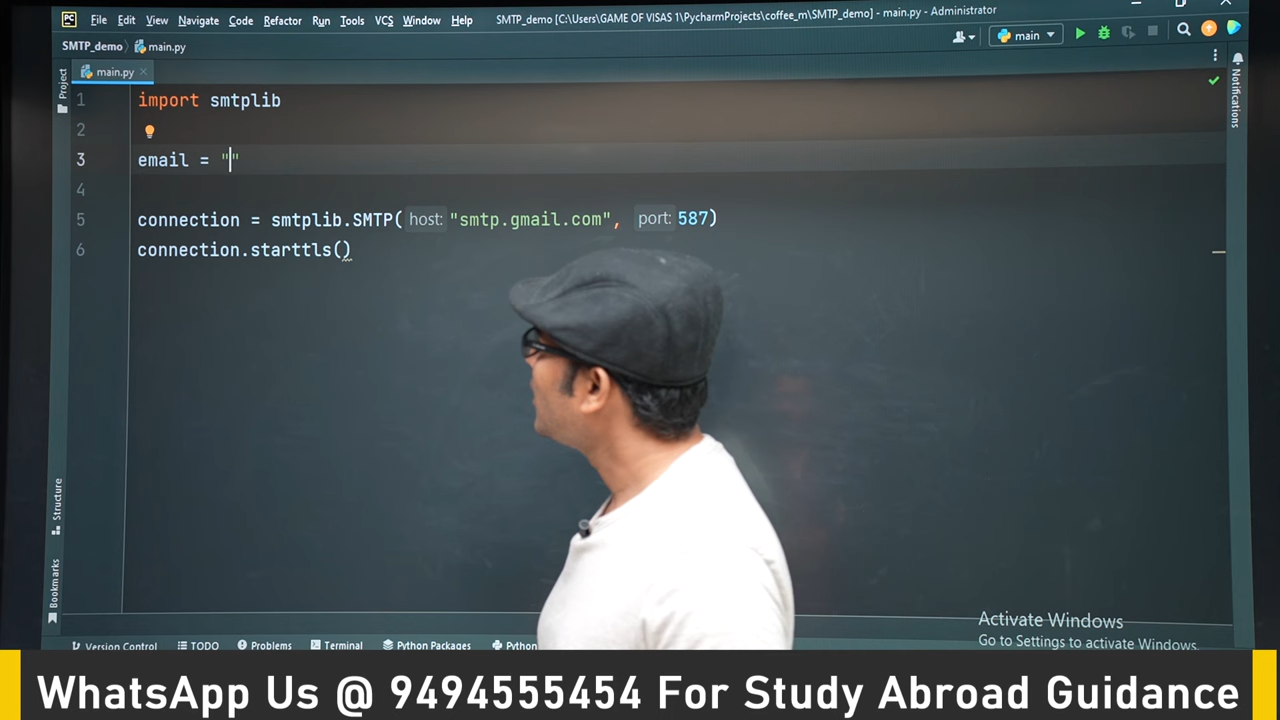 PC File Edit View Navigate Code Refactor Run Tools VCS Window Help SMTP_demo [C:\Users\GAME OF VISAS 1\PycharmProjects\coffee_m\SMTP_demo] - main.py - Administrator
SMTP_demo main.py
main
main.py
Project
Notifications
1 import smtplib
2
3 email = ""
4
5 connection = smtplib.SMTP( host: "smtp.gmail.com", port: 587)
6 connection.starttls()
Structure
Bookmarks
Activate Windows
Go to Settings to activate Windows.
Version Control TODO Problems Terminal Python Packages Python
WhatsApp Us @ 9494555454 For Study Abroad Guidance